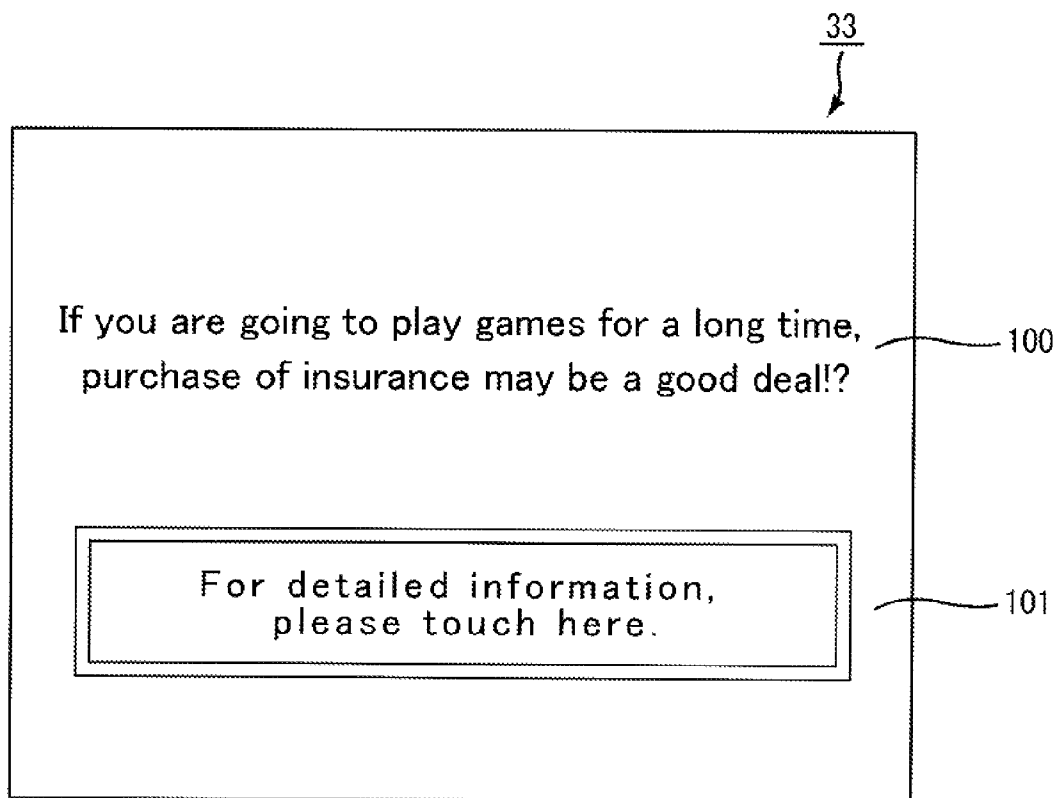 33
If you are going to play games for a long time,
100
purchase of insurance may be a good deal!?
For detailed information,
101
please touch here.